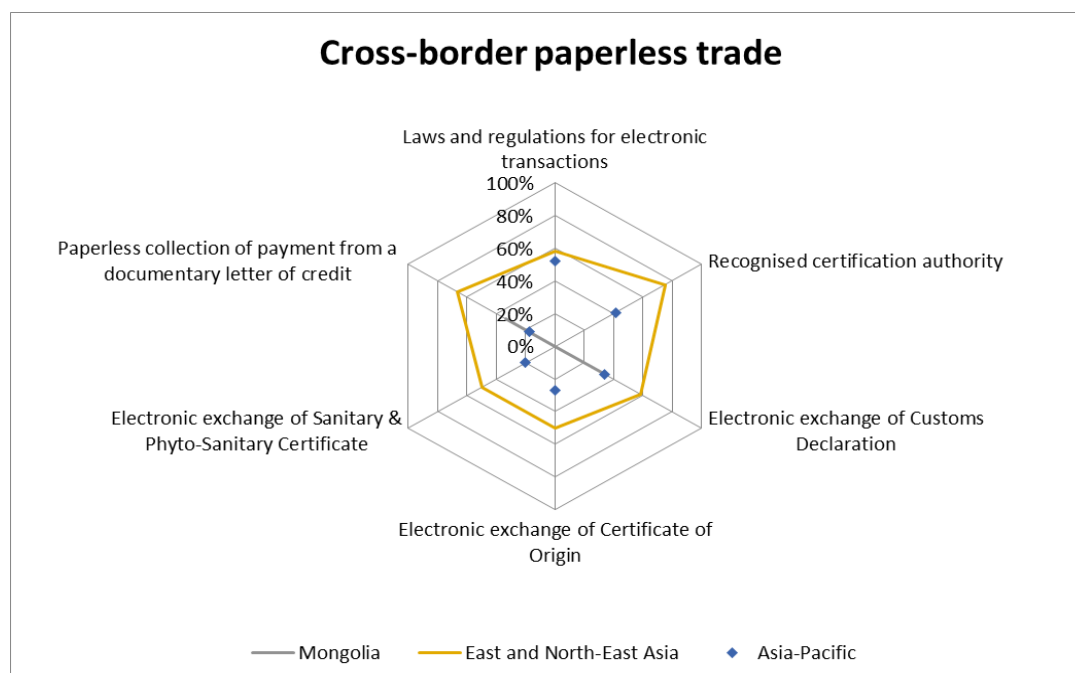 Cross-border paperless trade
Laws and regulations for electronic
transactions
100%
80%
60%
40%
20%
0%
Paperless collection of payment from a
documentary letter of credit
Recognised certification authority
Electronic exchange of Sanitary &
Phyto-Sanitary Certificate
Electronic exchange of Customs
Declaration
Electronic exchange of Certificate of
Origin
Mongolia
East and North-East Asia
Asia-Pacific